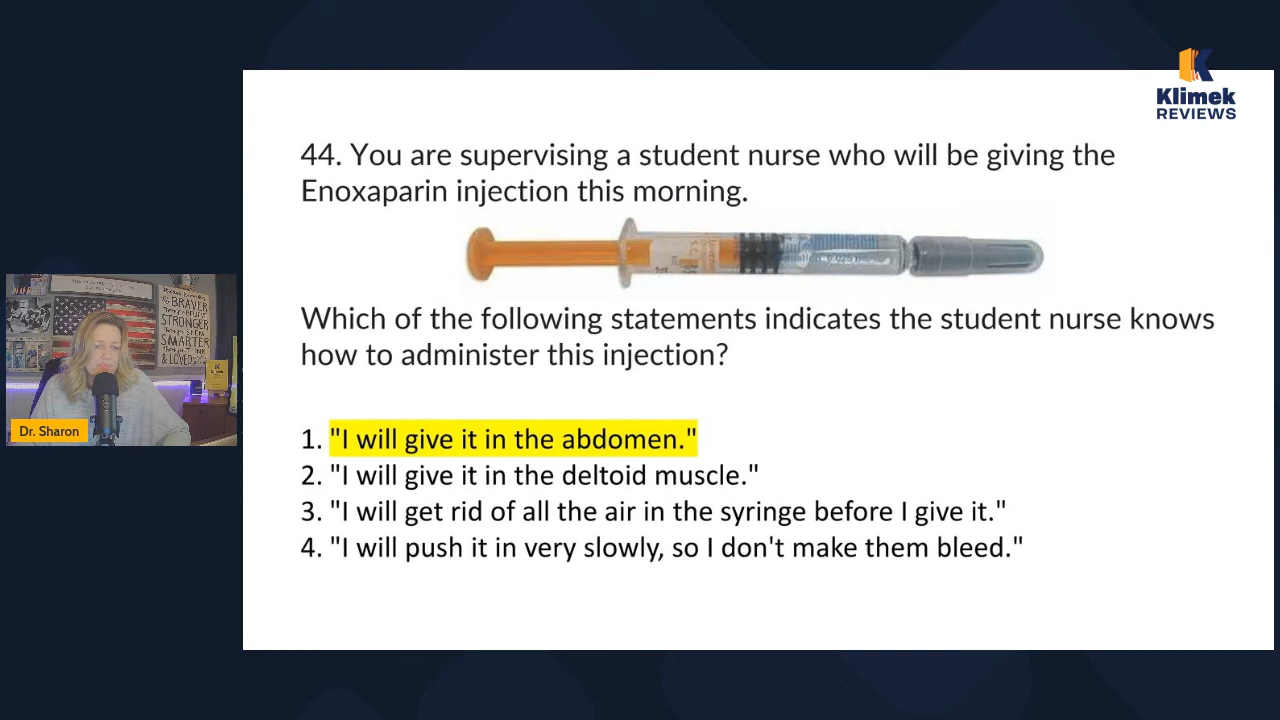 Klimek
REVIEWS
44. You are supervising a student nurse who will be giving the
Enoxaparin injection this morning.
Which of the following statements indicates the student nurse knows
how to administer this injection?
1. "I will give it in the abdomen."
2. "I will give it in the deltoid muscle."
3. "I will get rid of all the air in the syringe before I give it."
4. "I will push it in very slowly, so I don't make them bleed."
BRAVER
STRONGER
SMARTER
& LOVED
Dr. Sharon